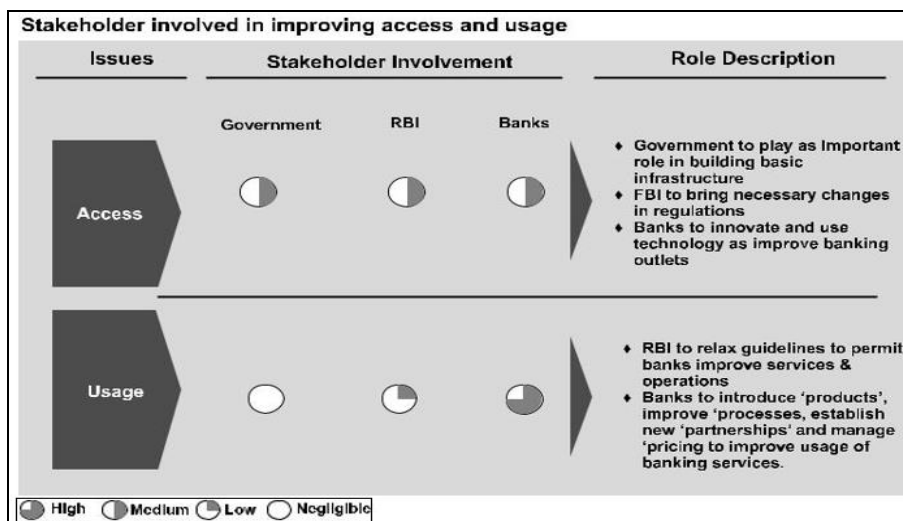 Stakeholder involved in improving access and usage
Issues
Stakeholder Involvement
Role Description
Government
RBI
Banks
Access
♦ Government to play as Important
role in building basic
infrastructure
♦ FBI to bring necessary changes
in regulations
♦ Banks to innovate and use
technology as improve banking
outlets
Usage
♦ RBI to relax guidelines to permit
banks improve services &
operations
♦ Banks to introduce ‘products’,
improve ‘processes, establish
new ‘partnerships‘ and manage
‘pricing to improve usage of
banking services.
High Medium Low Negligible